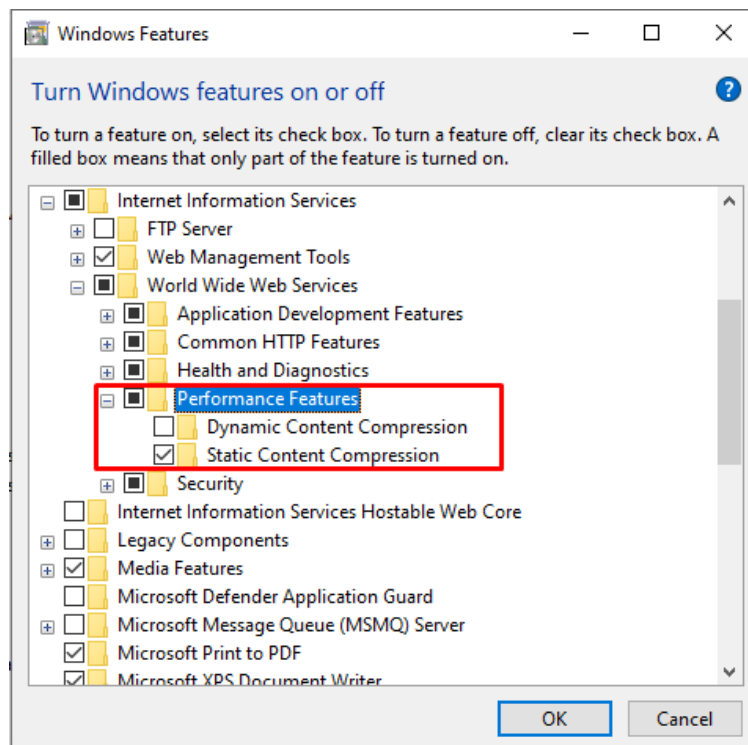 Windows Features
Turn Windows features on or off
To turn a feature on, select its check box. To turn a feature off, clear its check box. A
filled box means that only part of the feature is turned on.
Internet Information Services
FTP Server
Web Management Tools
World Wide Web Services
Application Development Features
Common HTTP Features
Health and Diagnostics
Performance Features
Dynamic Content Compression
Static Content Compression
Security
Internet Information Services Hostable Web Core
Legacy Components
Media Features
Microsoft Defender Application Guard
Microsoft Message Queue (MSMQ) Server
Microsoft Print to PDF
Microsoft XPS Document Writer
OK
Cancel